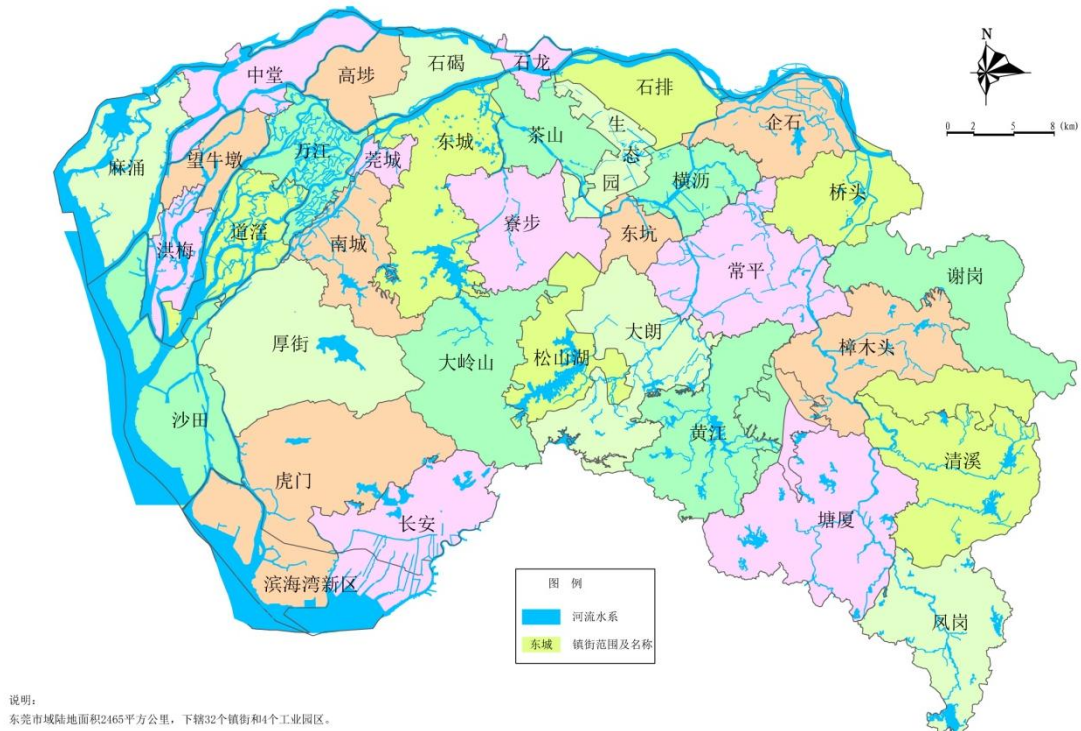 N
0 2 5 8 (km)
中堂
高埗
石碣
石龙
石排
企石
麻涌
望牛墩
万江
莞城
东城
茶山
生
态
园
横沥
桥头
洪梅
道滘
南城
寮步
东坑
常平
谢岗
厚街
大岭山
松山湖
大朗
樟木头
沙田
黄江
清溪
虎门
长安
塘厦
滨海湾新区
凤岗
图 例
河流水系
东城 镇街范围及名称
说明:
东莞市域陆地面积2465平方公里，下辖32个镇街和4个工业园区。